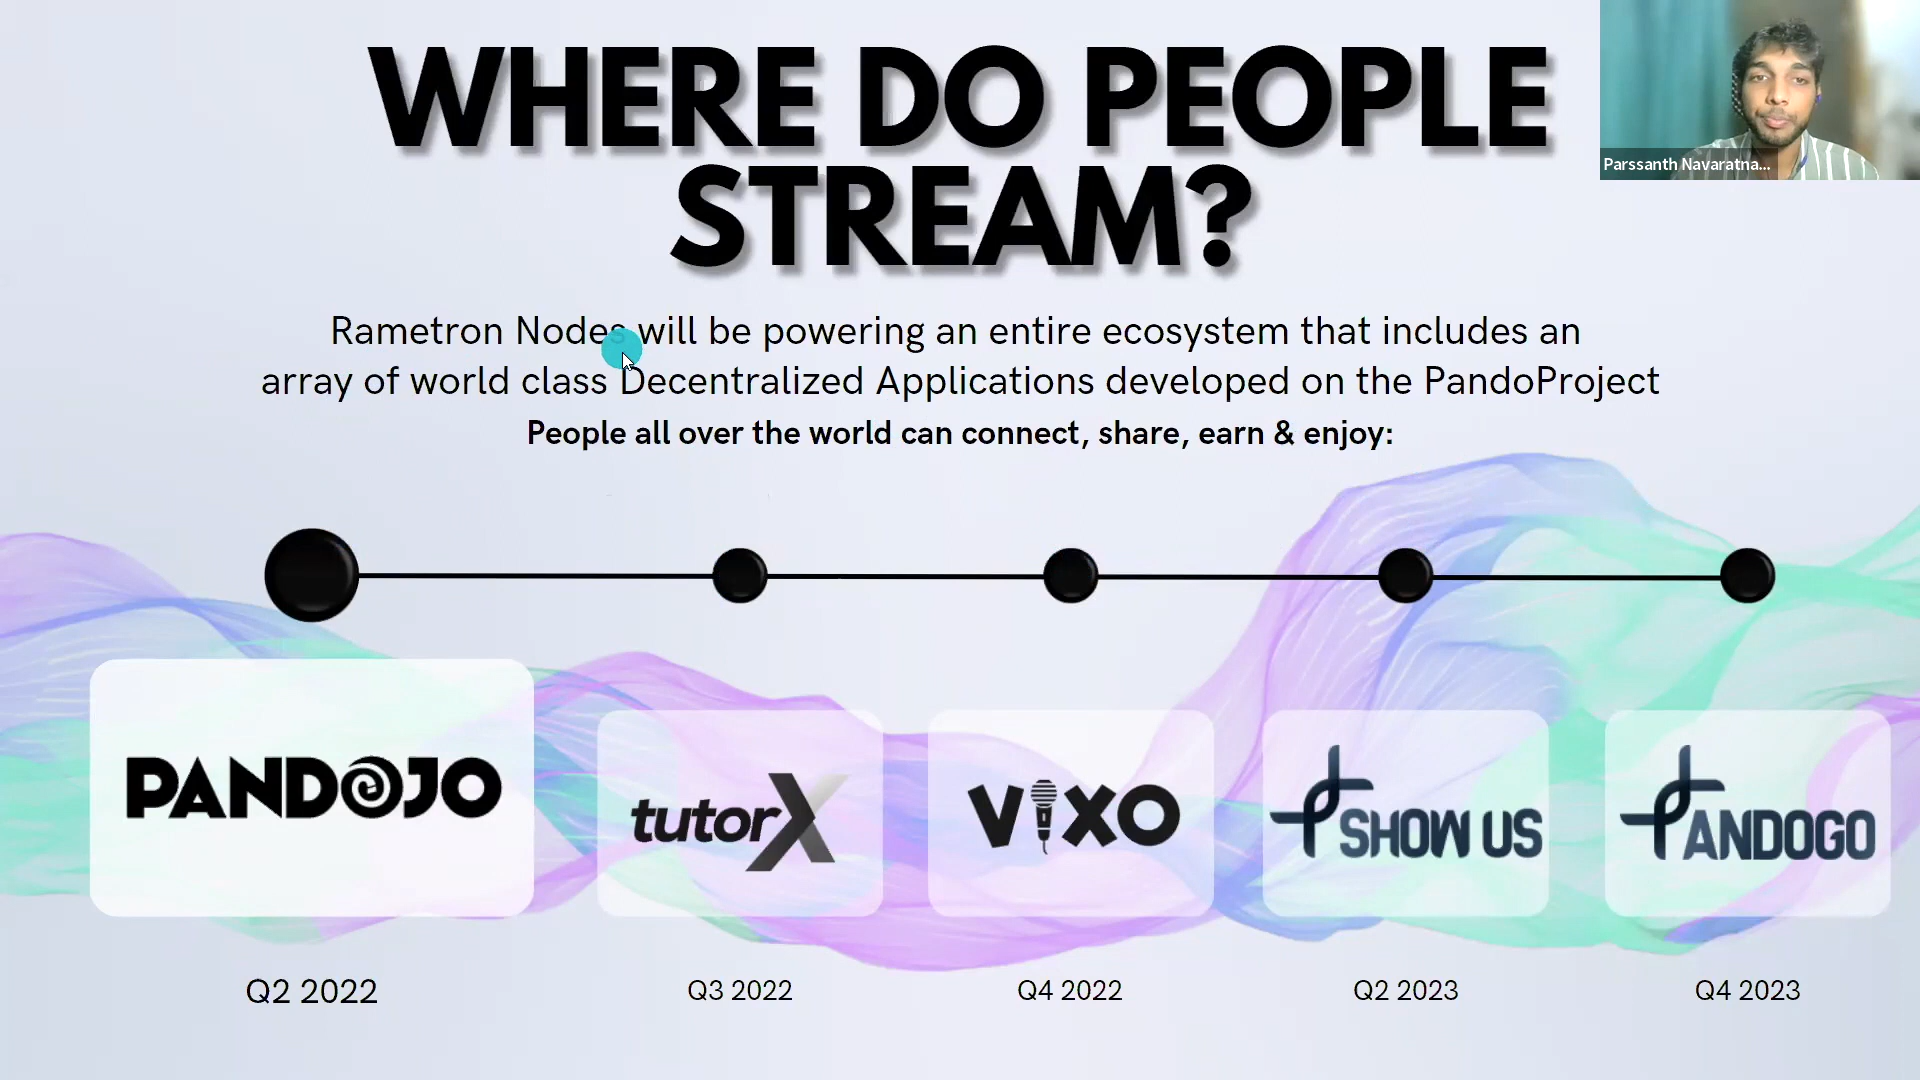 WHERE DO PEOPLE
STREAM?
Parssanth Navaratna...
Rametron Nodes will be powering an entire ecosystem that includes an
array of world class Decentralized Applications developed on the PandoProject
People all over the world can connect, share, earn & enjoy:
PANDOJO
tutorX
VIXO
SHOW US
PANDOGO
Q2 2022
Q3 2022
Q4 2022
Q2 2023
Q4 2023